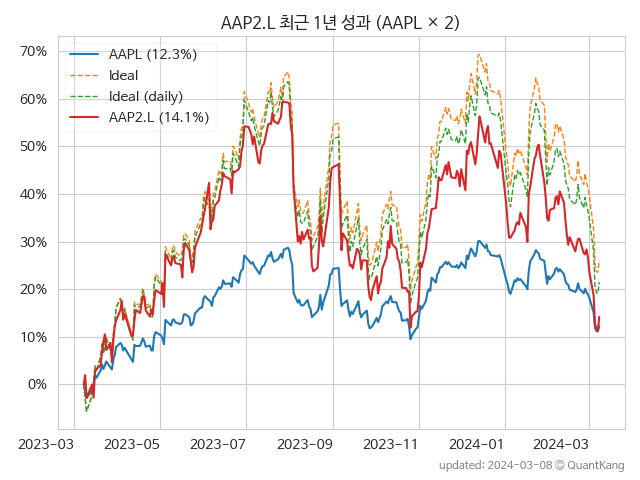 AAP2.L 최근 1년 성과 (AAPL × 2)
AAPL (12.3%)
Ideal
Ideal (daily)
AAP2.L (14.1%)
70%
60%
50%
40%
30%
20%
10%
0%
2023−03 2023−05 2023−07 2023−09 2023−11 2024−01 2024−03
updated: 2024−03−08 ⓒ QuantKang